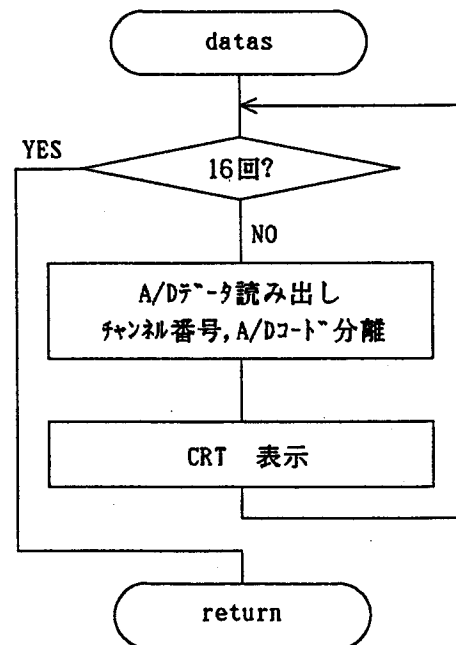 datas
YES
16回?
NO
A/Dﾃﾞｰﾀ読み出し
ﾁｬﾝﾈﾙ番号,A/Dｺｰﾄﾞ分離
CRT 表示
return